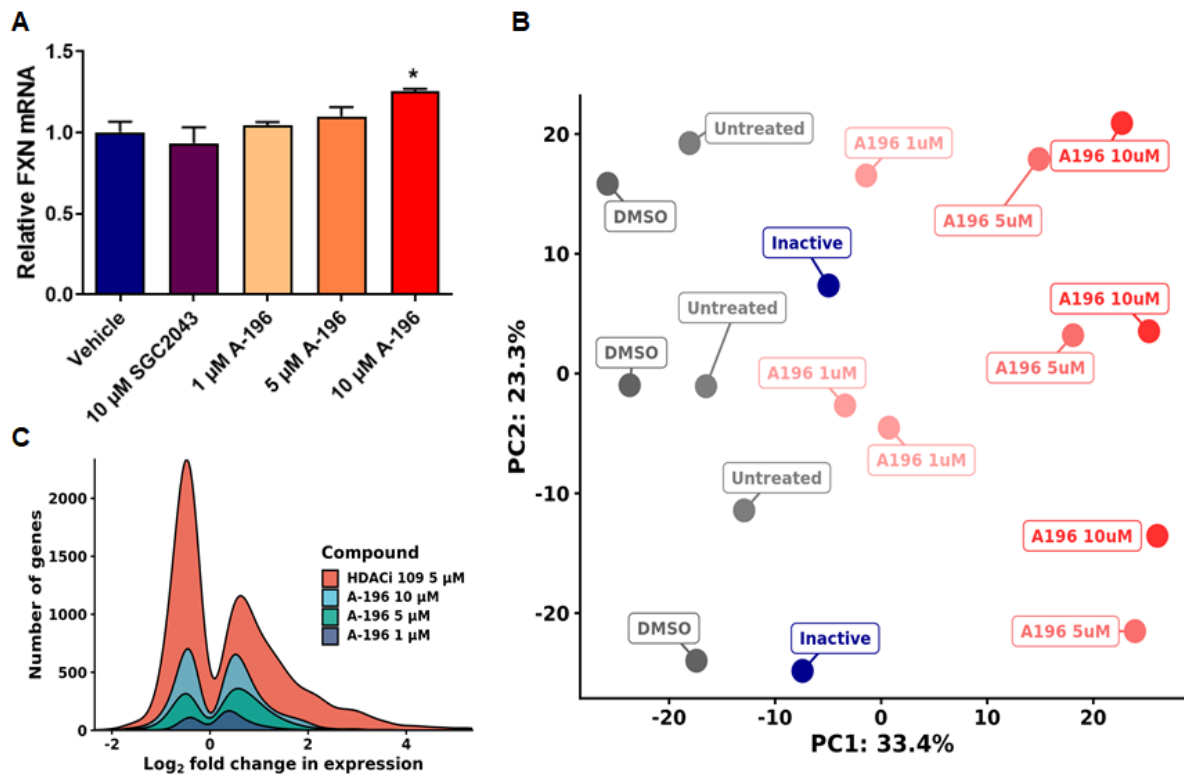 A
Relative FXN mRNA
1.5
1.0
0.5
0.0
*
Vehicle
10 µM SGC2043
1 µM A-196
5 µM A-196
10 µM A-196
B
PC2: 23.3%
20
10
0
-10
-20
Untreated
DMSO
A196 1uM
A196 10uM
A196 5uM
Inactive
Untreated
A196 10uM
DMSO
A196 5uM
A196 1uM
A196 1uM
Untreated
A196 10uM
DMSO
Inactive
A196 5uM
-20
-10
0
10
20
PC1: 33.4%
C
Number of genes
2000
1500
1000
500
0
Compound
HDACi 109 5 µM
A-196 10 µM
A-196 5 µM
A-196 1 µM
-2
0
2
4
Log2 fold change in expression